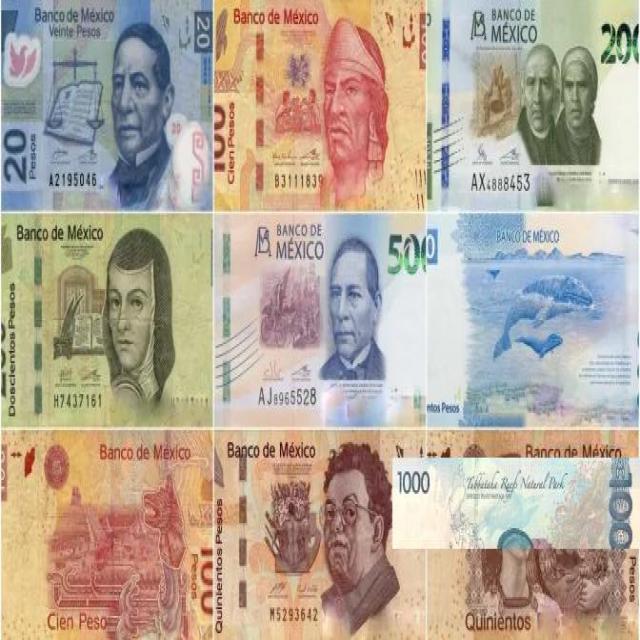 Banco de México
Veinte Pesos
20
20
Pesos
A2195046
Banco de México
100
Cien Pesos
B3111839
BANCO DE
MÉXICO
200
AX4888453
Banco de México
Doscientos Pesos
H7437161
BANCO DE
MÉXICO
500
AJ8965528
BANCO DE MÉXICO
ntos Pesos
Banco de México
100
Pesos
Cien Peso
Banco de México
Quinientos Pesos
M5293642
Banco de México
1000
Tubbataha Reefs Natural Park
Pesos
Quinientos